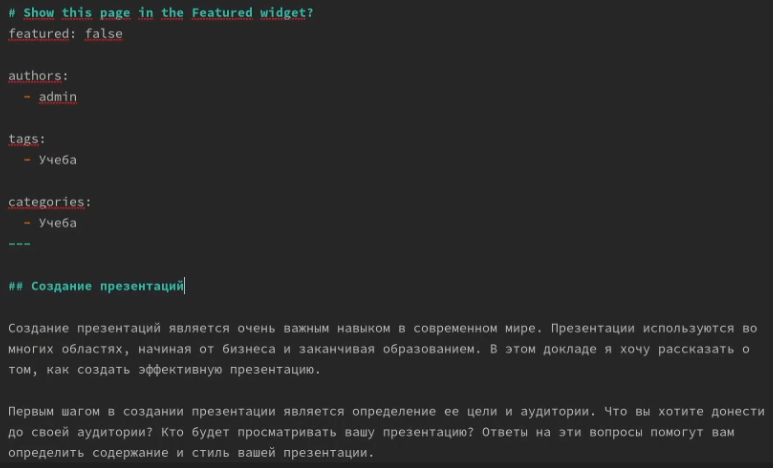 # Show this page in the Featured widget?
featured: false
authors:
- admin
tags:
- Учеба
categories:
- Учеба
---
## Создание презентаций
Создание презентаций является очень важным навыком в современном мире. Презентации используются во
многих областях, начиная от бизнеса и заканчивая образованием. В этом докладе я хочу рассказать о
том, как создать эффективную презентацию.
Первым шагом в создании презентации является определение ее цели и аудитории. Что вы хотите донести
до своей аудитории? Кто будет просматривать вашу презентацию? Ответы на эти вопросы помогут вам
определить содержание и стиль вашей презентации.